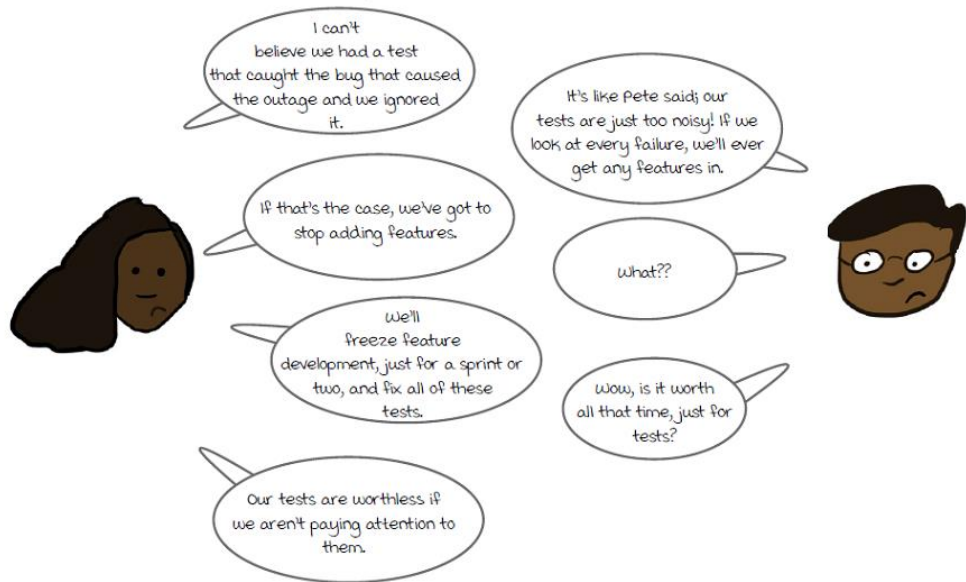 I can't
believe we had a test
that caught the bug that caused
the outage and we ignored
it.
It's like Pete said; our
tests are just too noisy! If we
look at every failure, we'll ever
get any features in.
If that's the case, we've got to
stop adding features.
What??
We'll
freeze feature
development, just for a sprint or
two, and fix all of these
tests.
Wow, is it worth
all that time, just for
tests?
Our tests are worthless if
we aren't paying attention to
them.